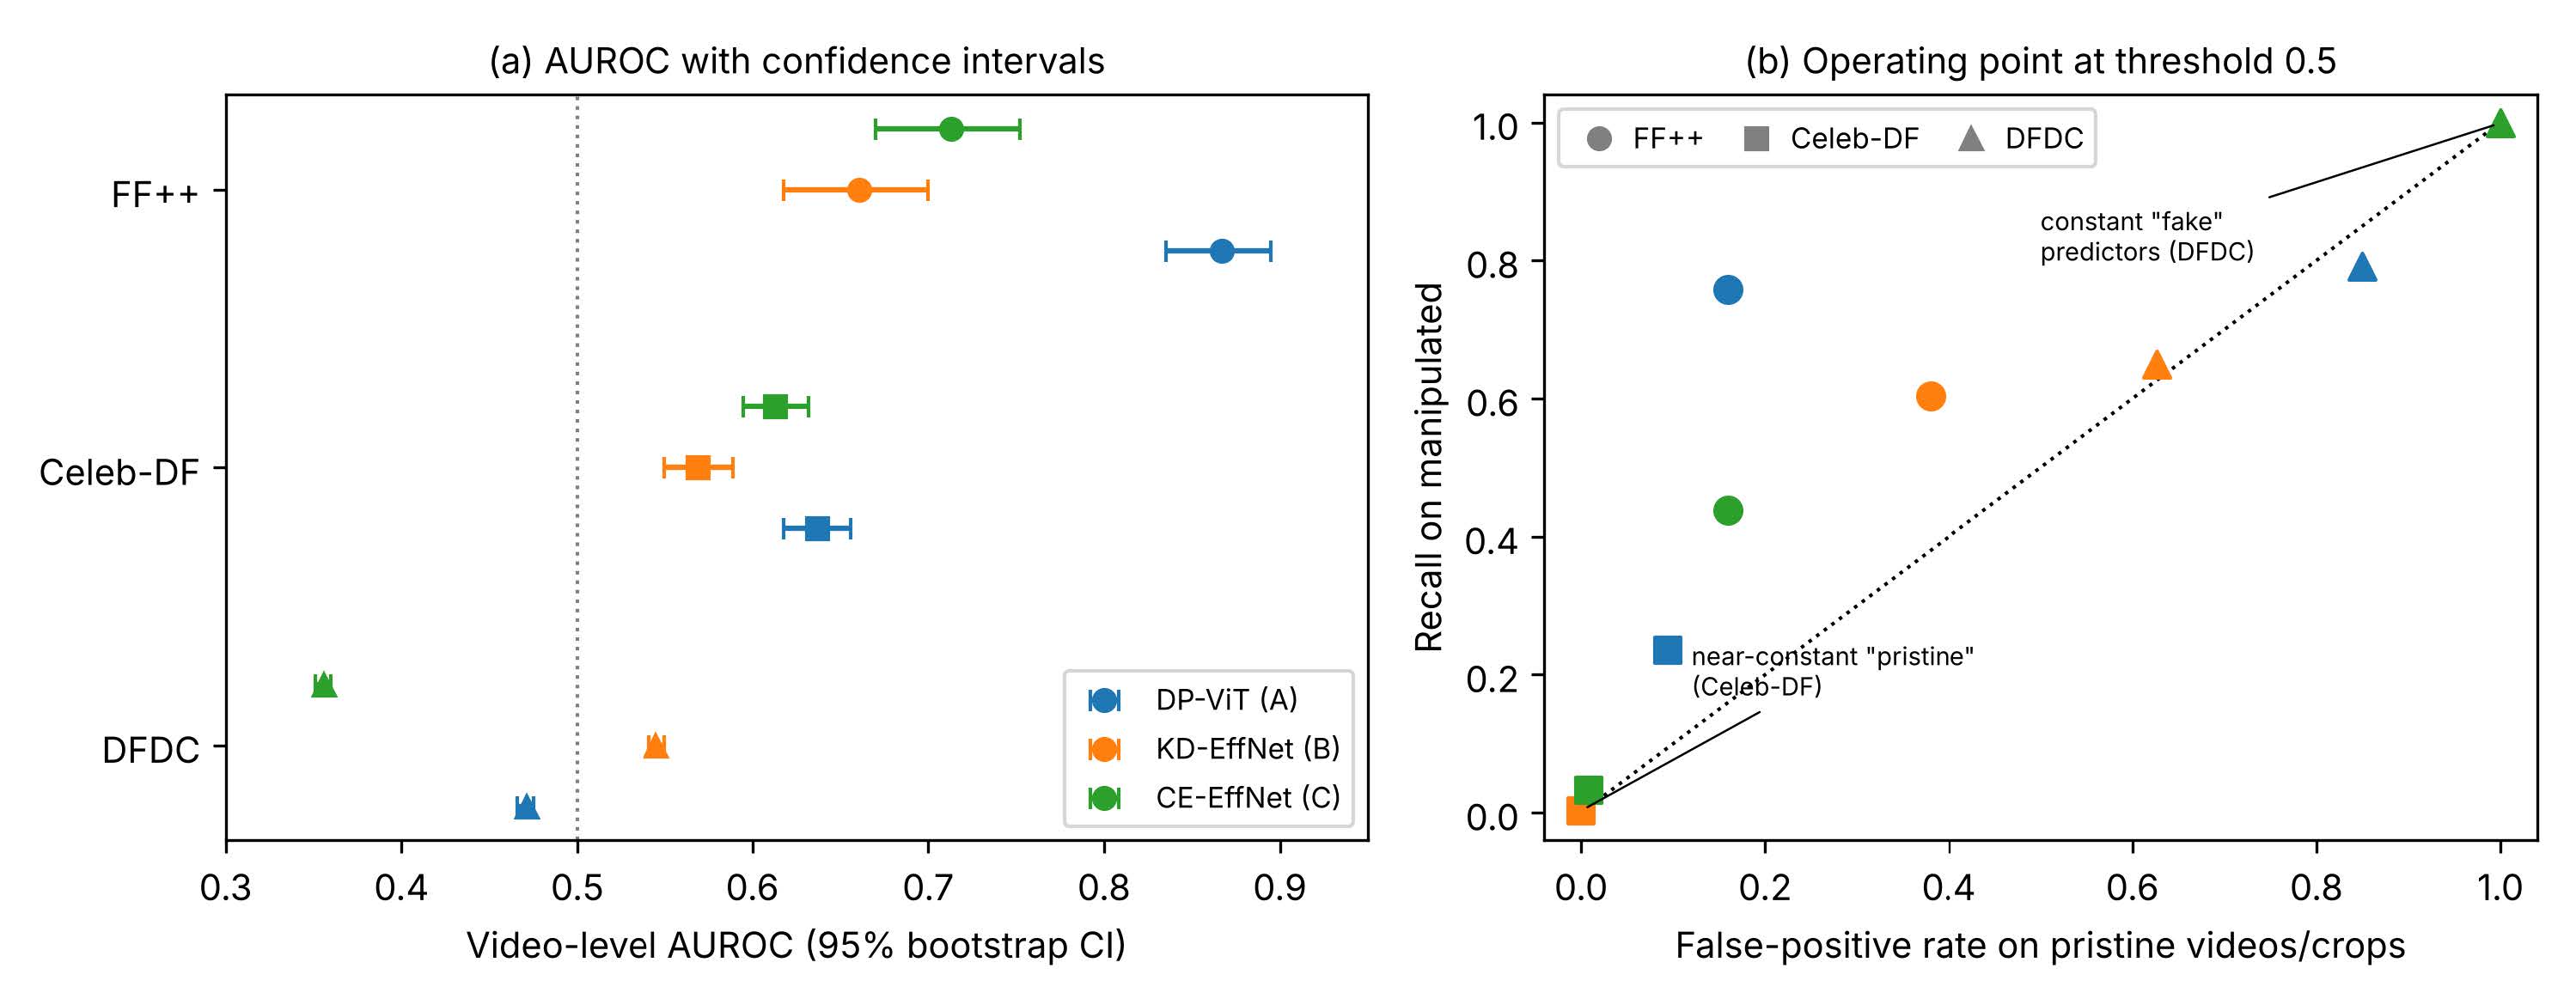 (a) AUROC with confidence intervals
FF++
Celeb-DF
DFDC
DP-ViT (A)
KD-EffNet (B)
CE-EffNet (C)
0.3 0.4 0.5 0.6 0.7 0.8 0.9
Video-level AUROC (95% bootstrap CI)
(b) Operating point at threshold 0.5
FF++ Celeb-DF DFDC
Recall on manipulated
1.0
0.8
0.6
0.4
0.2
0.0
constant "fake"
predictors (DFDC)
near-constant "pristine"
(Celeb-DF)
0.0 0.2 0.4 0.6 0.8 1.0
False-positive rate on pristine videos/crops